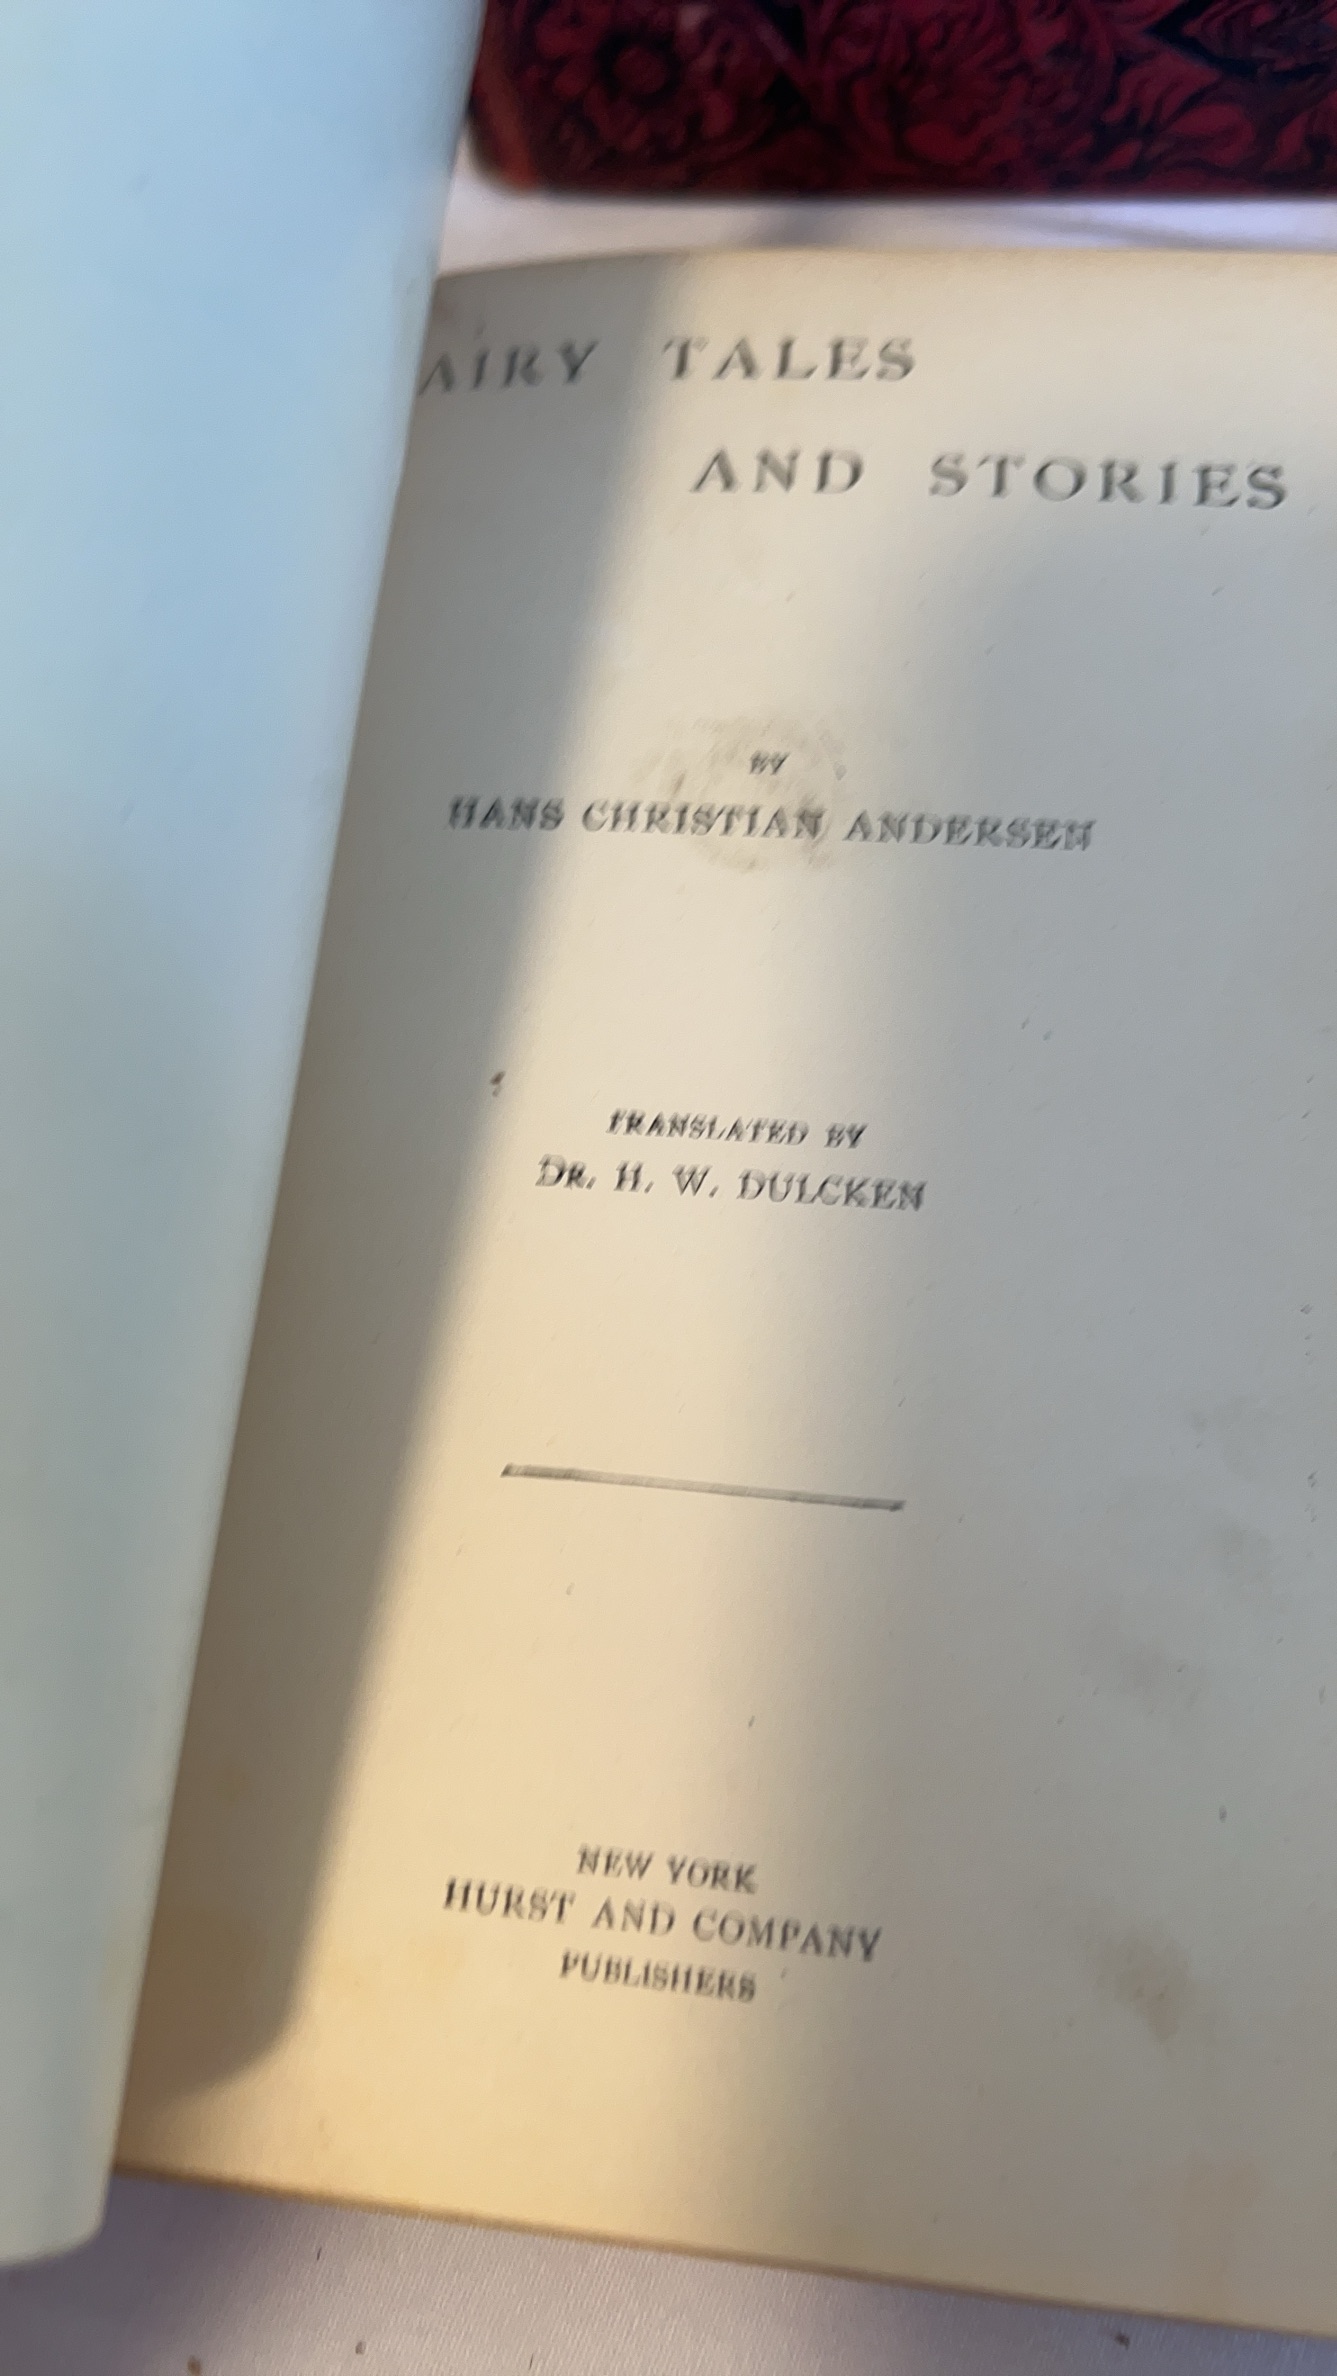 AIRY TALES
AND STORIES
BY
HANS CHRISTIAN ANDERSEN
TRANSLATED BY
DR. H. W. DULCKEN
NEW YORK
HURST AND COMPANY
PUBLISHERS